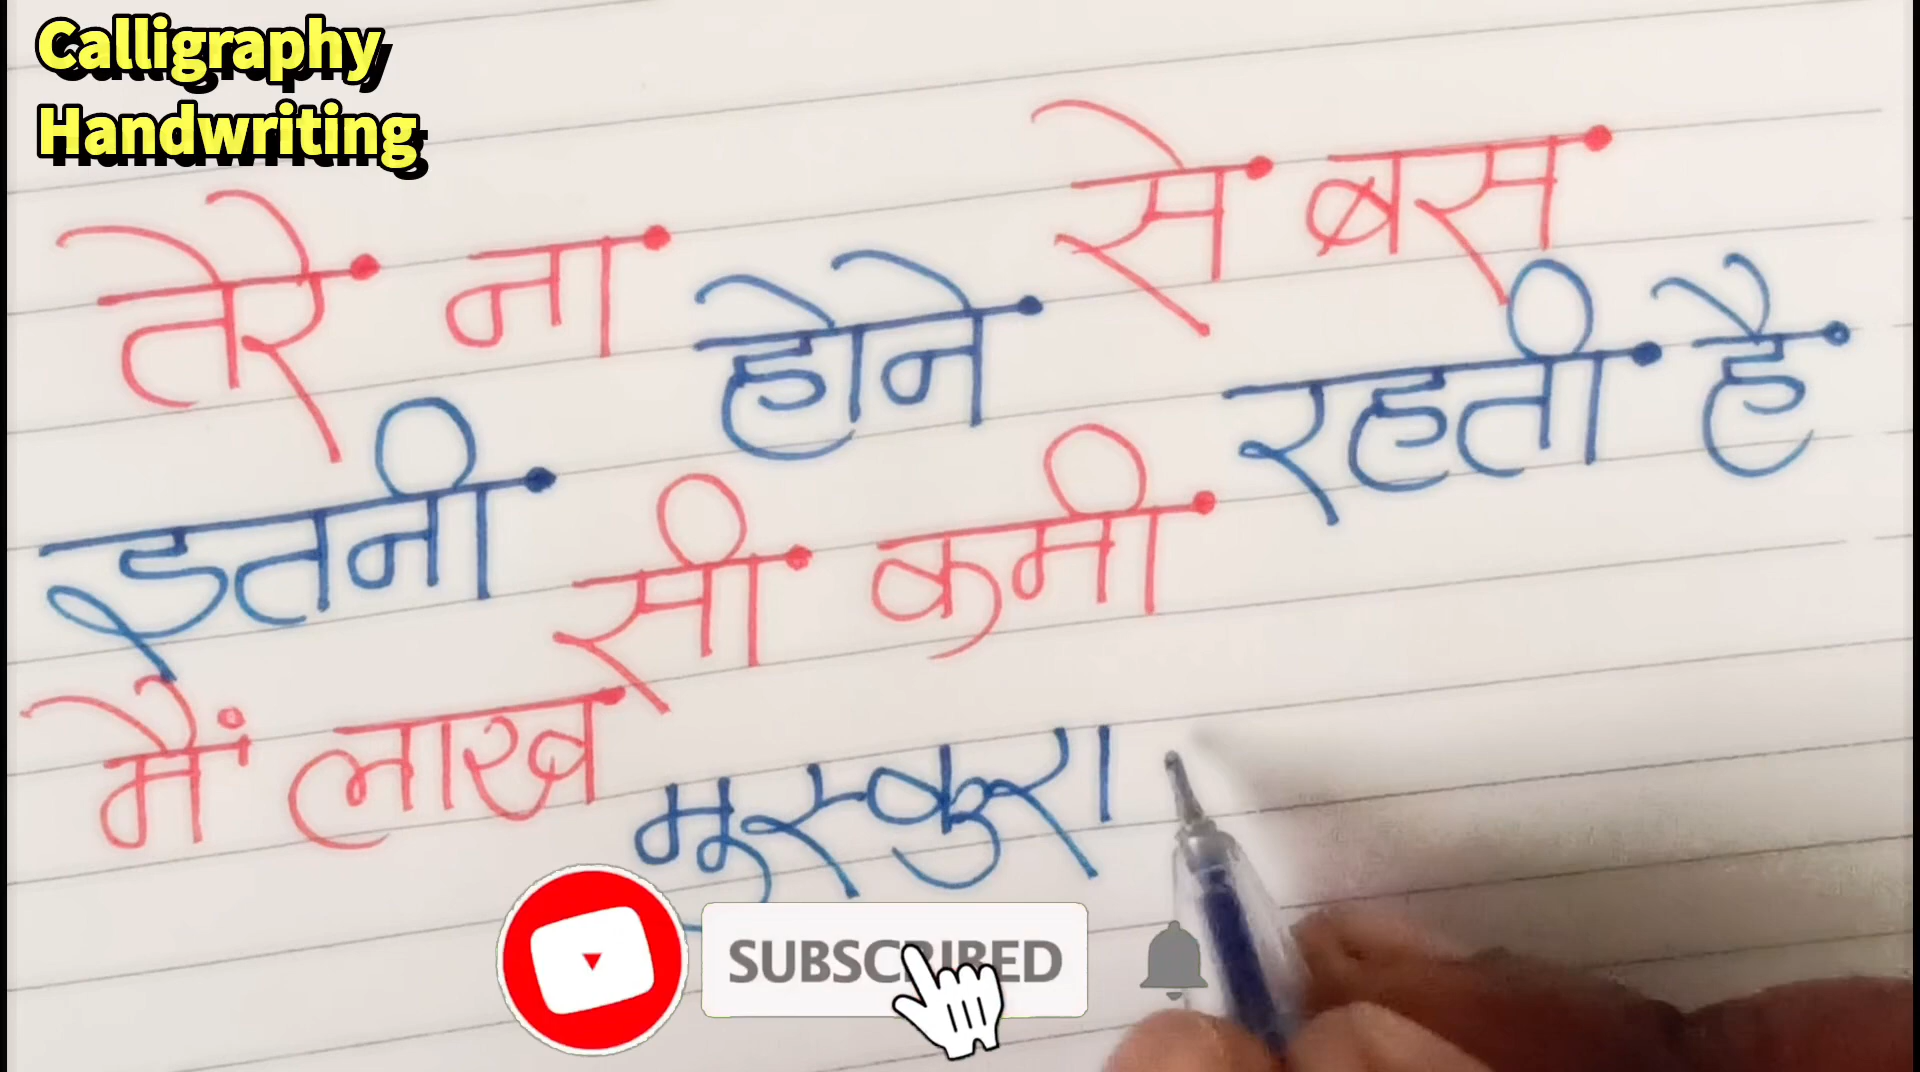 Calligraphy
Handwriting
तेरे ना होने से बस
इतनी सी कमी रहती है
मैं लाख मुस्कुरा
SUBSCRIBED